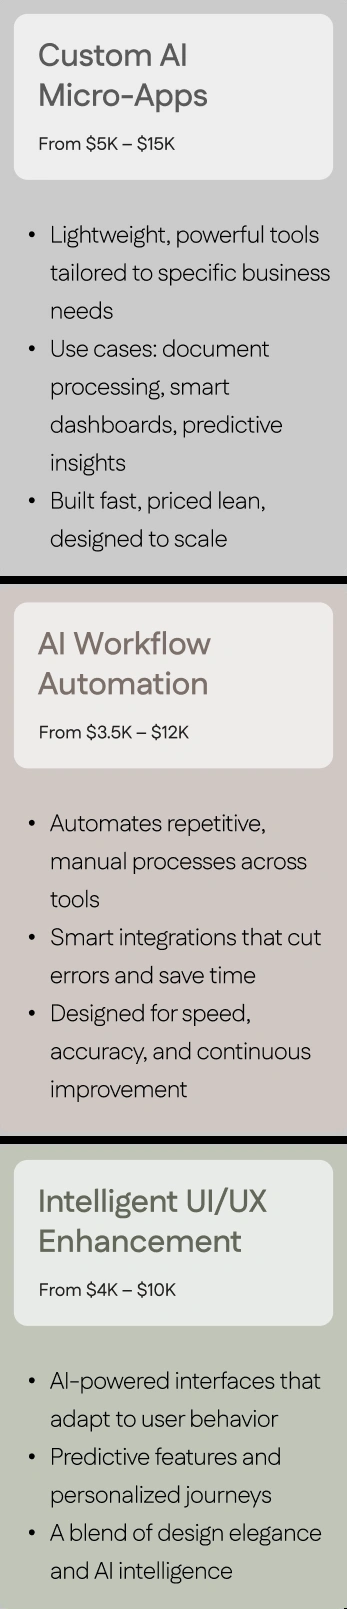 Custom AI
Micro-Apps
From $5K – $15K
• Lightweight, powerful tools
tailored to specific business
needs
• Use cases: document
processing, smart
dashboards, predictive
insights
• Built fast, priced lean,
designed to scale
AI Workflow
Automation
From $3.5K – $12K
• Automates repetitive,
manual processes across
tools
• Smart integrations that cut
errors and save time
• Designed for speed,
accuracy, and continuous
improvement
Intelligent UI/UX
Enhancement
From $4K – $10K
• AI-powered interfaces that
adapt to user behavior
• Predictive features and
personalized journeys
• A blend of design elegance
and AI intelligence